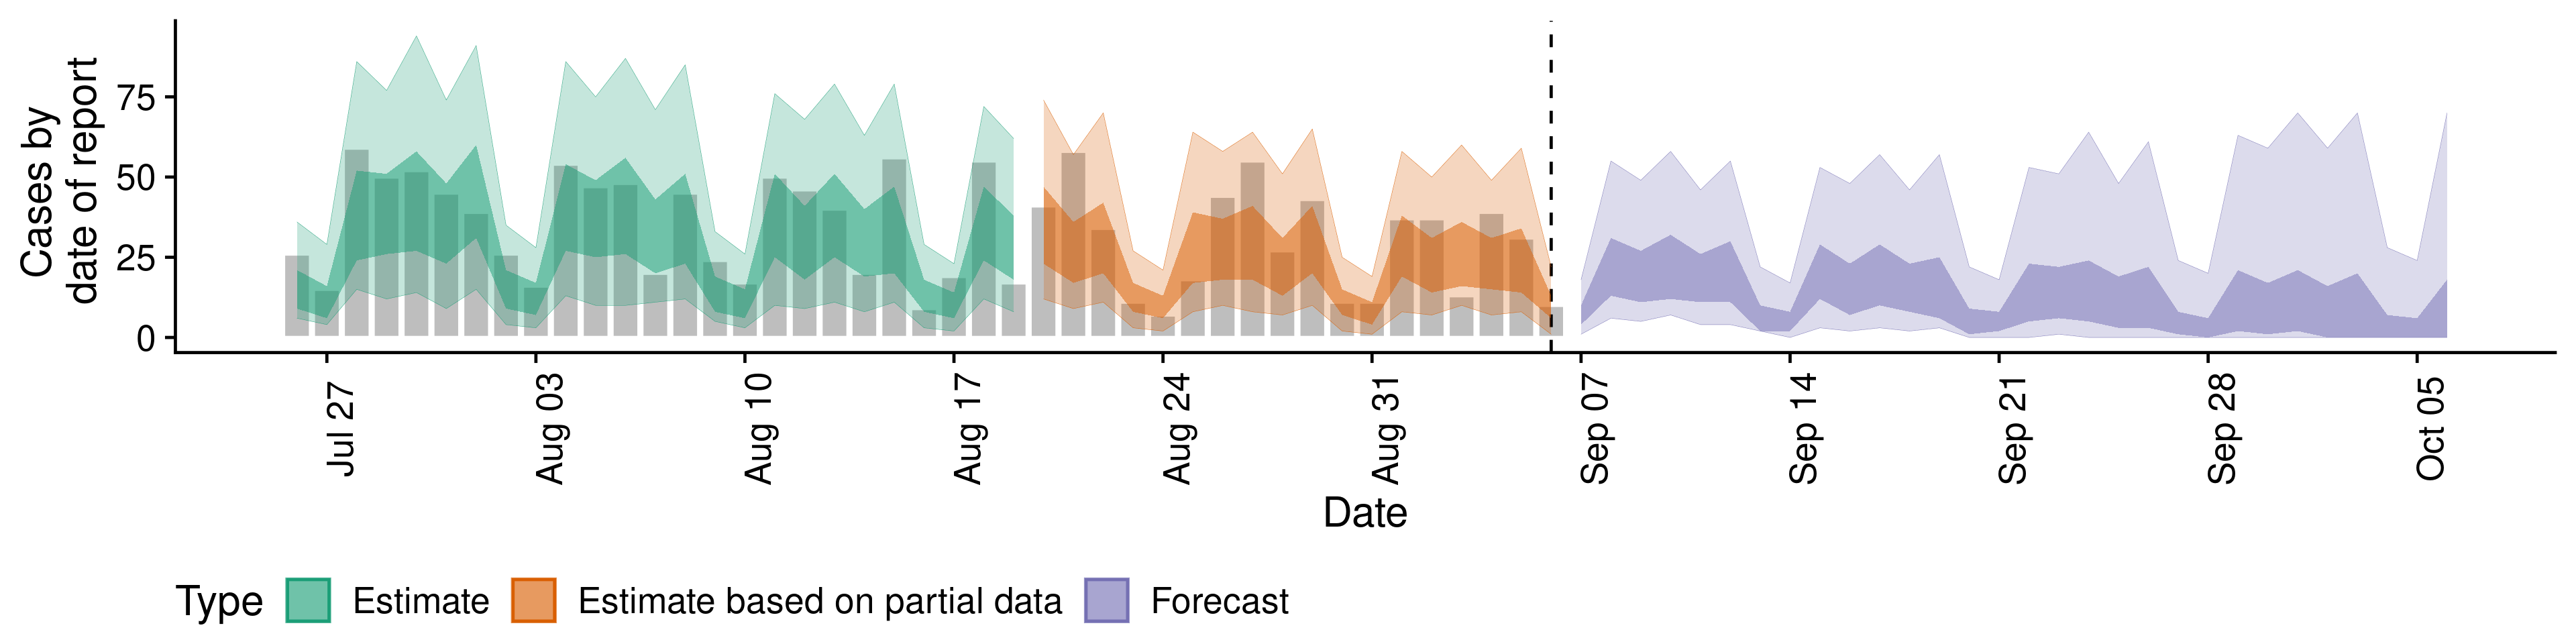 Cases by
date of report
75
50
25
0
Jul 27
Aug 03
Aug 10
Aug 17
Aug 24
Aug 31
Sep 07
Sep 14
Sep 21
Sep 28
Oct 05
Date
Type Estimate Estimate based on partial data Forecast